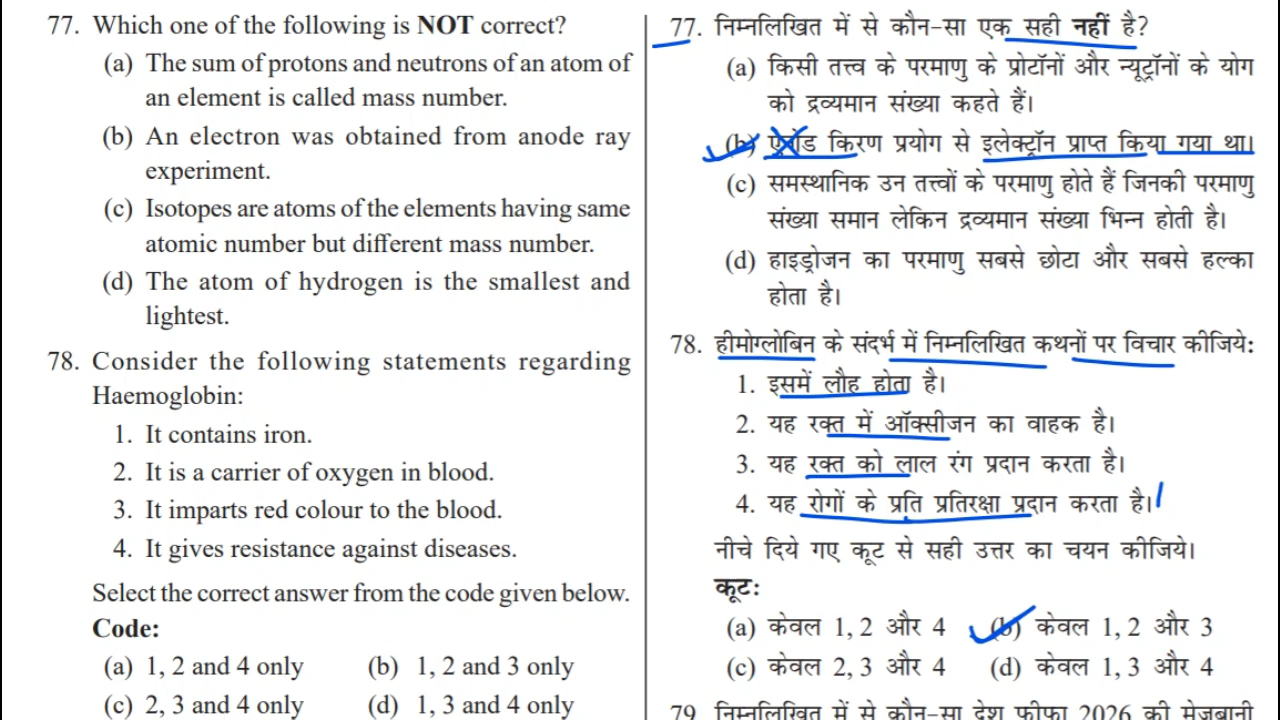 77. Which one of the following is NOT correct?
(a) The sum of protons and neutrons of an atom of
an element is called mass number.
(b) An electron was obtained from anode ray
experiment.
(c) Isotopes are atoms of the elements having same
atomic number but different mass number.
(d) The atom of hydrogen is the smallest and
lightest.
78. Consider the following statements regarding
Haemoglobin:
1. It contains iron.
2. It is a carrier of oxygen in blood.
3. It imparts red colour to the blood.
4. It gives resistance against diseases.
Select the correct answer from the code given below.
Code:
(a) 1, 2 and 4 only (b) 1, 2 and 3 only
(c) 2, 3 and 4 only (d) 1, 3 and 4 only
77. निम्नलिखित में से कौन-सा एक सही नहीं है?
(a) किसी तत्त्व के परमाणु के प्रोटॉनों और न्यूट्रॉनों के योग
को द्रव्यमान संख्या कहते हैं।
(b) एनोड किरण प्रयोग से इलेक्ट्रॉन प्राप्त किया गया था।
(c) समस्थानिक उन तत्त्वों के परमाणु होते हैं जिनकी परमाणु
संख्या समान लेकिन द्रव्यमान संख्या भिन्न होती है।
(d) हाइड्रोजन का परमाणु सबसे छोटा और सबसे हल्का
होता है।
78. हीमोग्लोबिन के संदर्भ में निम्नलिखित कथनों पर विचार कीजिये:
1. इसमें लौह होता है।
2. यह रक्त में ऑक्सीजन का वाहक है।
3. यह रक्त को लाल रंग प्रदान करता है।
4. यह रोगों के प्रति प्रतिरक्षा प्रदान करता है।
नीचे दिये गए कूट से सही उत्तर का चयन कीजिये।
कूट:
(a) केवल 1, 2 और 4 (b) केवल 1, 2 और 3
(c) केवल 2, 3 और 4 (d) केवल 1, 3 और 4
79. निम्नलिखित में से कौन-सा देश फीफा 2026 की मेज़बानी